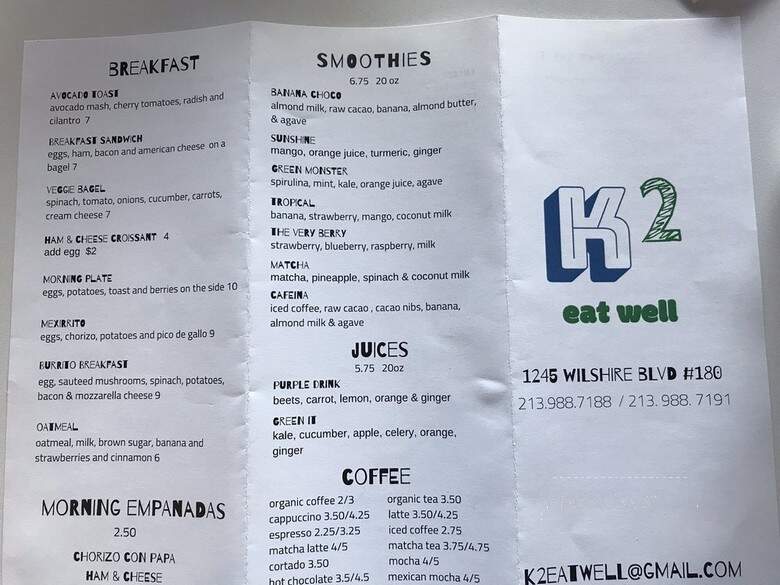 BREAKFAST
AVOCADO TOAST
avocado mash, cherry tomatoes, radish and
cilantro 7
BREAKFAST SANDWICH
eggs, ham, bacon and american cheese on a
bagel 7
VEGGIE BAGEL
spinach, tomato, onions, cucumber, carrots,
cream cheese 7
HAM & CHEESE CROISSANT 4
add egg $2
MORNING PLATE
eggs, potatoes, toast and berries on the side 10
MEXIRRITO
eggs, chorizo, potatoes and pico de gallo 9
BURRITO BREAKFAST
egg, sauteed mushrooms, spinach, potatoes,
bacon & mozzarella cheese 9
OATMEAL
oatmeal, milk, brown sugar, banana and
strawberries and cinnamon 6
MORNING EMPANADAS
2.50
CHORIZO CON PAPA
HAM & CHEESE
SMOOTHIES
6.75 20 oz
BANANA CHOCO
almond milk, raw cacao, banana, almond butter,
& agave
SUNSHINE
mango, orange juice, turmeric, ginger
GREEN MONSTER
spirulina, mint, kale, orange juice, agave
TROPICAL
banana, strawberry, mango, coconut milk
THE VERY BERRY
strawberry, blueberry, raspberry, milk
MATCHA
matcha, pineapple, spinach & coconut milk
CAFEINA
iced coffee, raw cacao , cacao nibs, banana,
almond milk & agave
JUICES
5.75 20oz
PURPLE DRINK
beets, carrot, lemon, orange & ginger
GREEN IT
kale, cucumber, apple, celery, orange,
ginger
COFFEE
organic coffee 2/3
cappuccino 3.50/4.25
espresso 2.25/3.25
matcha latte 4/5
cortado 3.50
hot chocolate 3.5/4.5
organic tea 3.50
latte 3.50/4.25
iced coffee 2.75
matcha tea 3.75/4.75
mocha 4/5
mexican mocha 4/5
K2
eat well
1245 WILSHIRE BLVD #180
213.988.7188 / 213. 988. 7191
K2EATWELL@GMAIL.COM